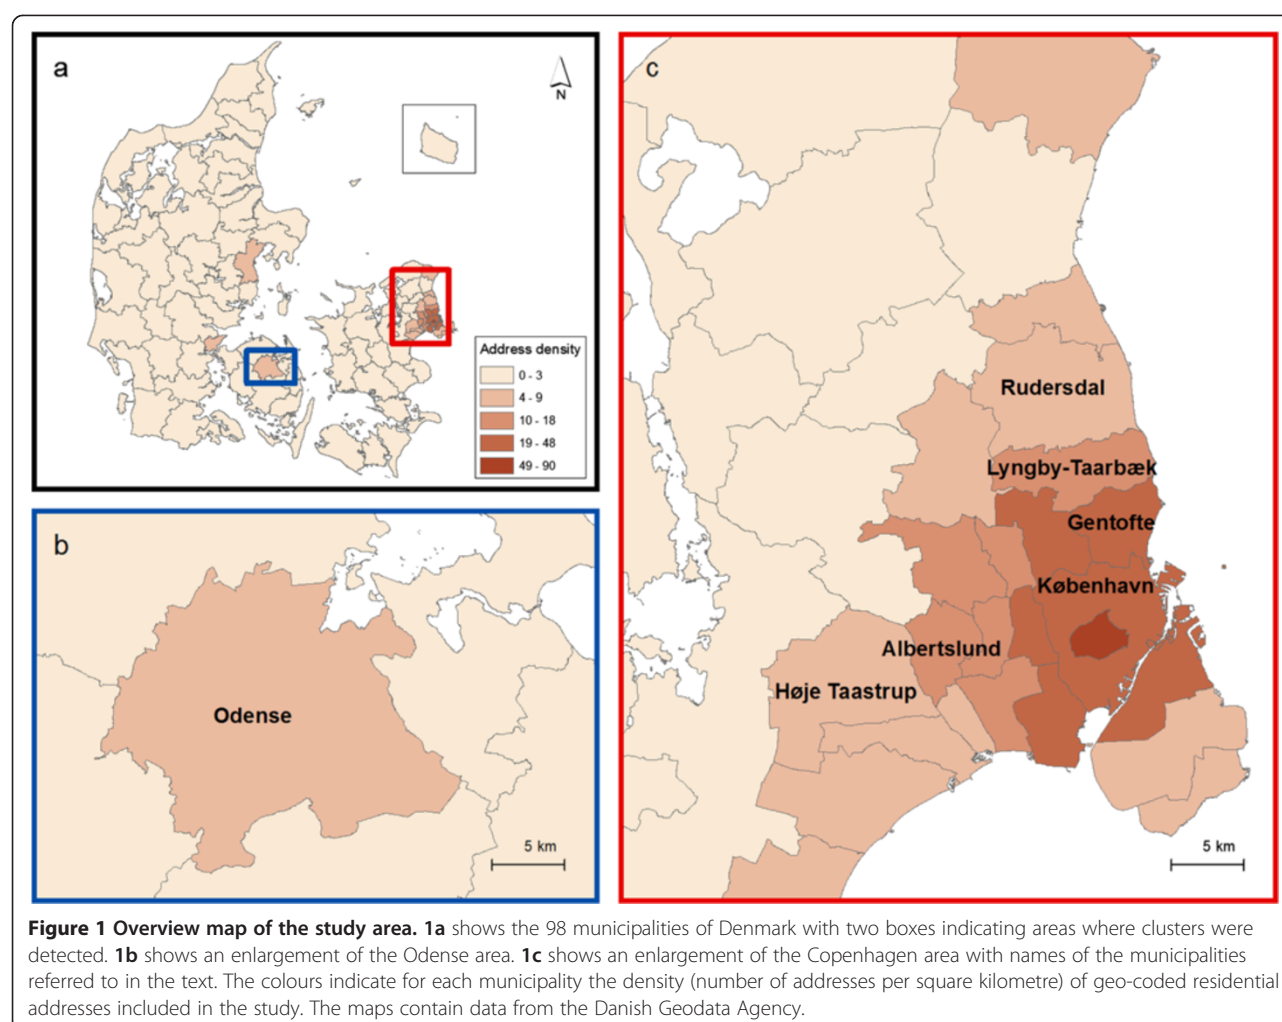 a
N
Address density
0 - 3
4 - 9
10 - 18
19 - 48
49 - 90
b
Odense
5 km
c
Rudersdal
Lyngby-Taarbæk
Gentofte
København
Albertslund
Høje Taastrup
5 km
Figure 1 Overview map of the study area. 1a shows the 98 municipalities of Denmark with two boxes indicating areas where clusters were
detected. 1b shows an enlargement of the Odense area. 1c shows an enlargement of the Copenhagen area with names of the municipalities
referred to in the text. The colours indicate for each municipality the density (number of addresses per square kilometre) of geo-coded residential
addresses included in the study. The maps contain data from the Danish Geodata Agency.